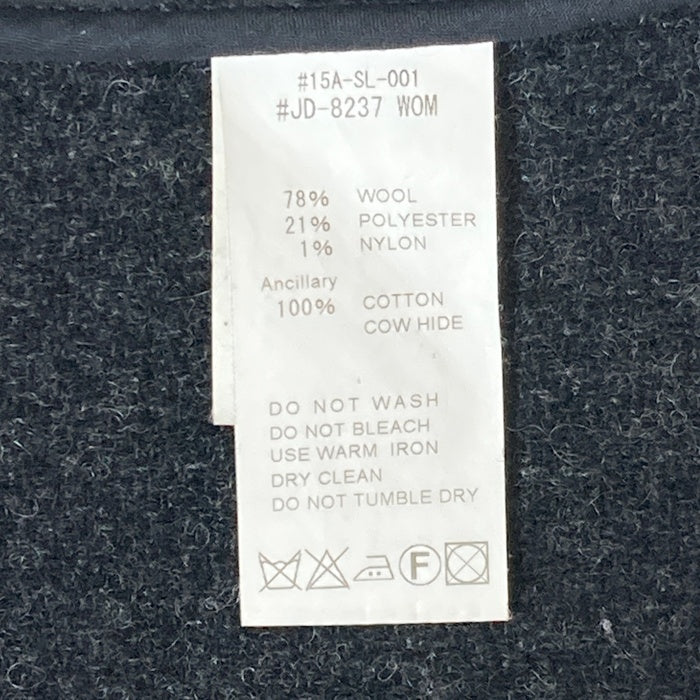 #15A-SL-001
#JD-8237 WOM
78% WOOL
21% POLYESTER
1% NYLON
Ancillary
100% COTTON
COW HIDE
DO NOT WASH
DO NOT BLEACH
USE WARM IRON
DRY CLEAN
DO NOT TUMBLE DRY
F